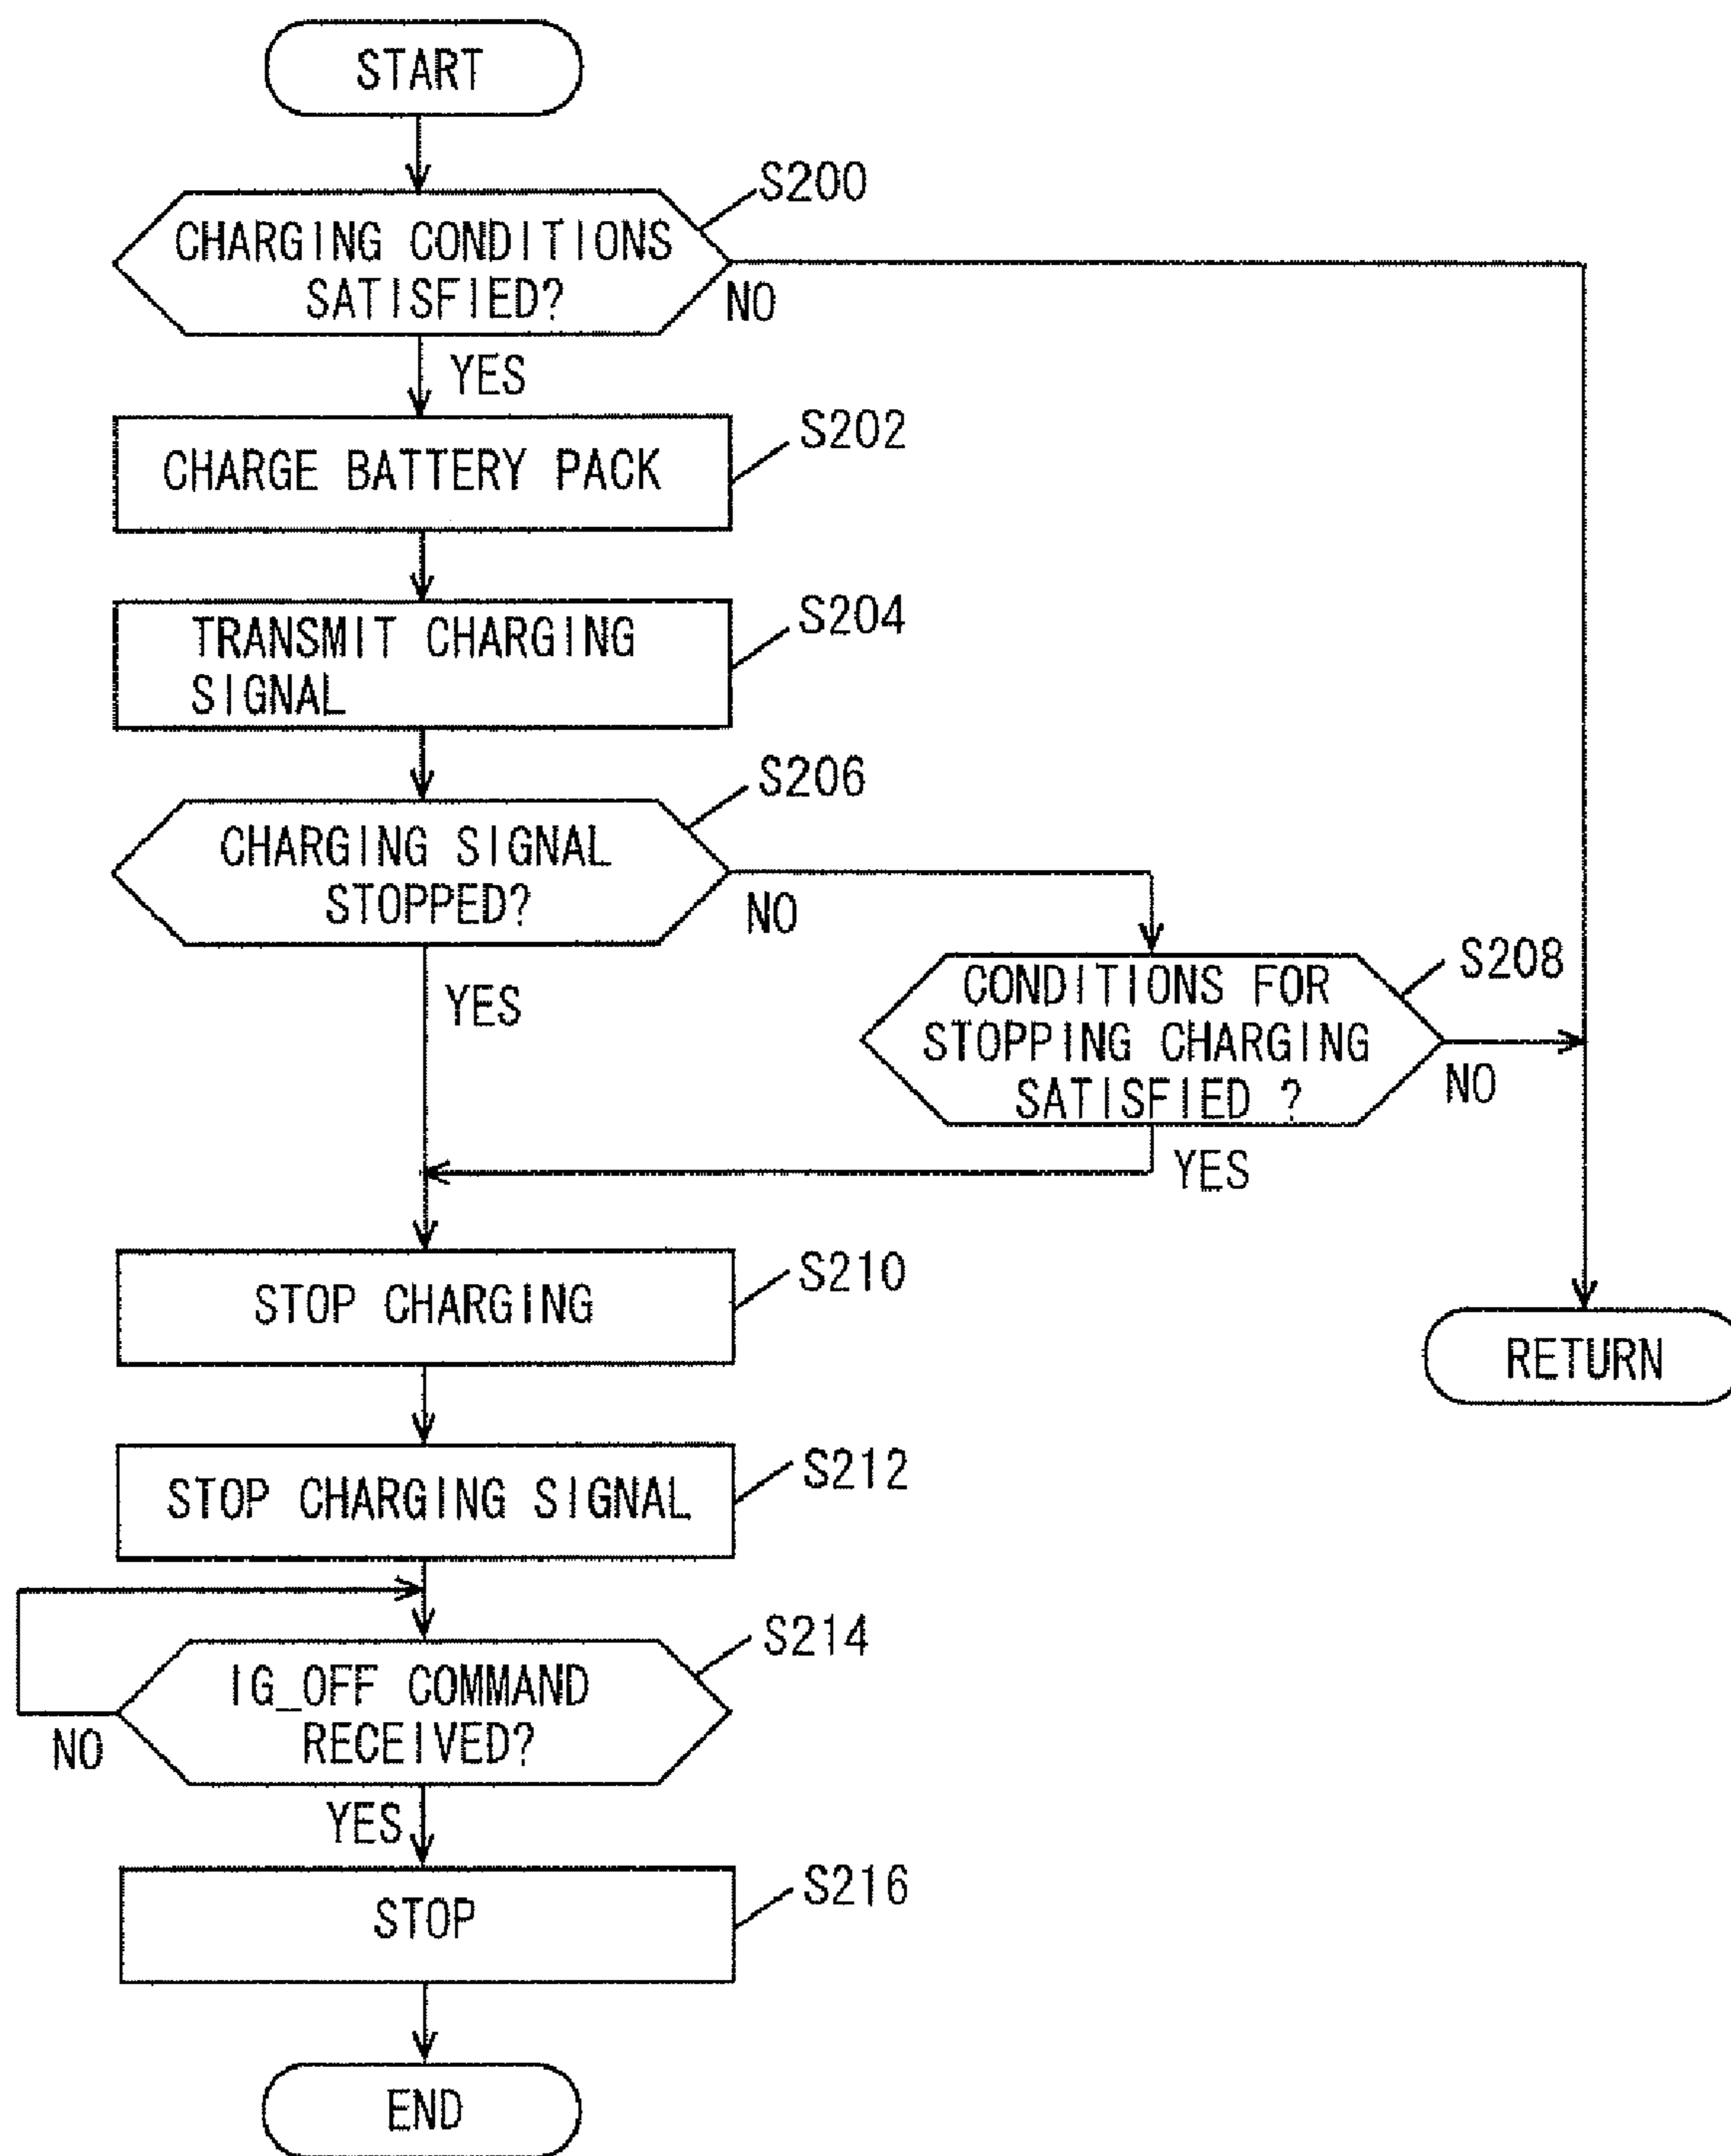 START
S200
CHARGING CONDITIONS
SATISFIED?
NO
YES
S202
CHARGE BATTERY PACK
S204
TRANSMIT CHARGING
SIGNAL
S206
CHARGING SIGNAL
STOPPED?
NO
YES
S208
CONDITIONS FOR
STOPPING CHARGING
SATISFIED ?
NO
YES
S210
STOP CHARGING
RETURN
S212
STOP CHARGING SIGNAL
S214
IG_OFF COMMAND
RECEIVED?
NO
YES
S216
STOP
END